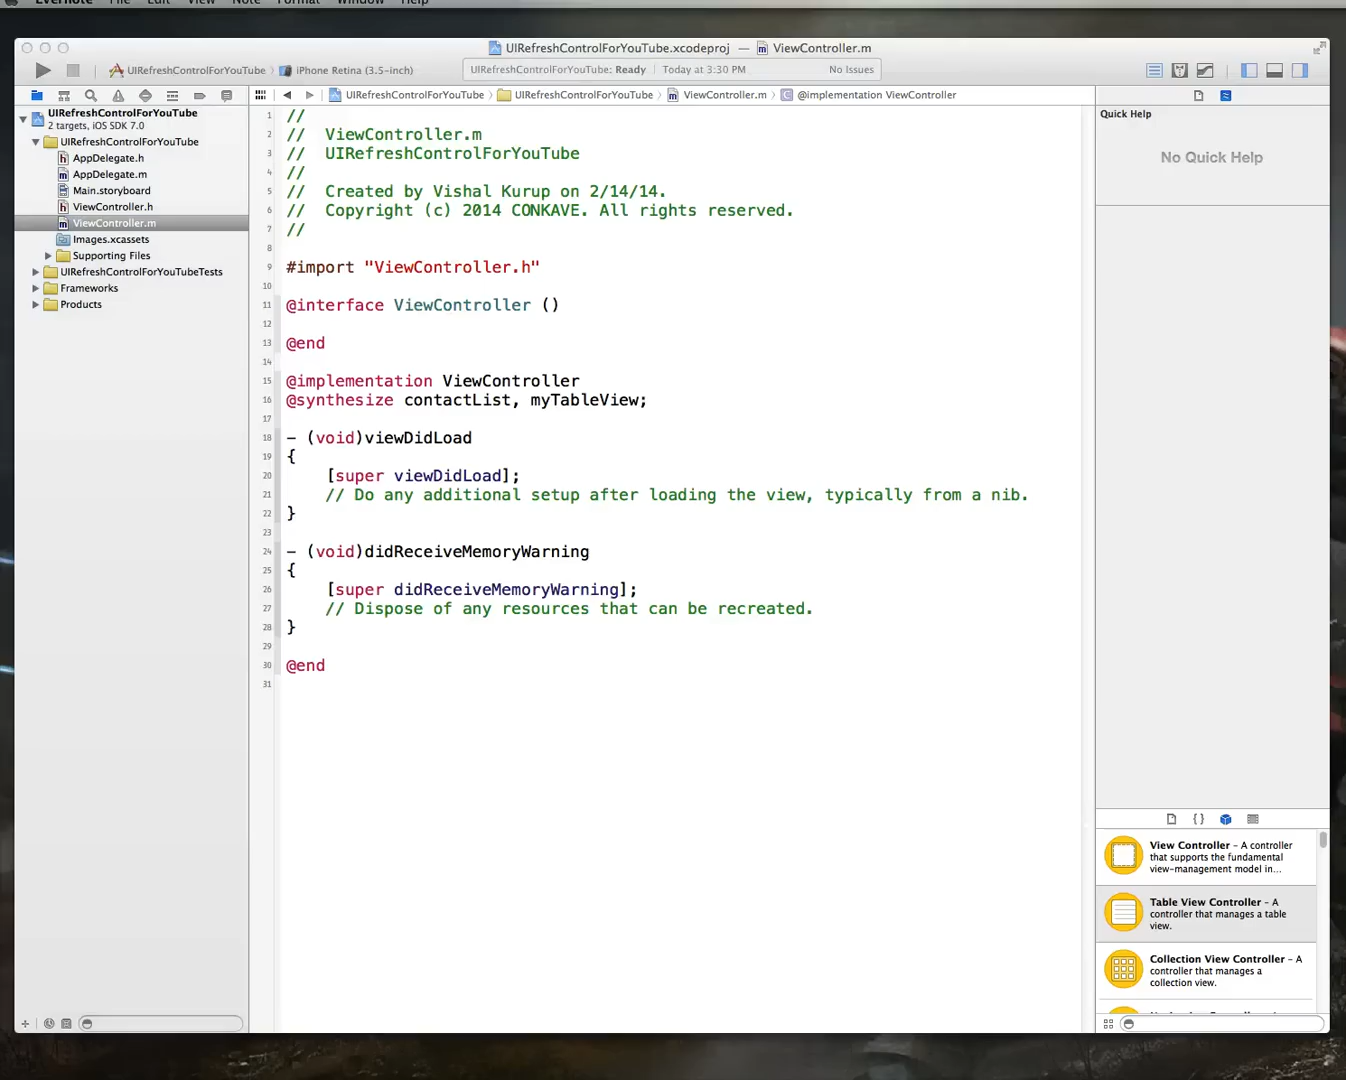 Evernote File Edit View Note Format Window Help
UIRefreshControlForYouTube.xcodeproj — ViewController.m
UIRefreshControlForYouTube 〉 iPhone Retina (3.5-inch)
UIRefreshControlForYouTube: Ready | Today at 3:30 PM No Issues
UIRefreshControlForYouTube 〉 UIRefreshControlForYouTube 〉 ViewController.m 〉 @implementation ViewController
UIRefreshControlForYouTube
2 targets, iOS SDK 7.0
UIRefreshControlForYouTube
AppDelegate.h
AppDelegate.m
Main.storyboard
ViewController.h
ViewController.m
Images.xcassets
Supporting Files
UIRefreshControlForYouTubeTests
Frameworks
Products
1 //
2 // ViewController.m
3 // UIRefreshControlForYouTube
4 //
5 // Created by Vishal Kurup on 2/14/14.
6 // Copyright (c) 2014 CONKAVE. All rights reserved.
7 //
8
9 #import "ViewController.h"
10
11 @interface ViewController ()
12
13 @end
14
15 @implementation ViewController
16 @synthesize contactList, myTableView;
17
18 - (void)viewDidLoad
19 {
20 [super viewDidLoad];
21 // Do any additional setup after loading the view, typically from a nib.
22 }
23
24 - (void)didReceiveMemoryWarning
25 {
26 [super didReceiveMemoryWarning];
27 // Dispose of any resources that can be recreated.
28 }
29
30 @end
31
Quick Help
No Quick Help
View Controller - A controller
that supports the fundamental
view-management model in...
Table View Controller - A
controller that manages a table
view.
Collection View Controller - A
controller that manages a
collection view.